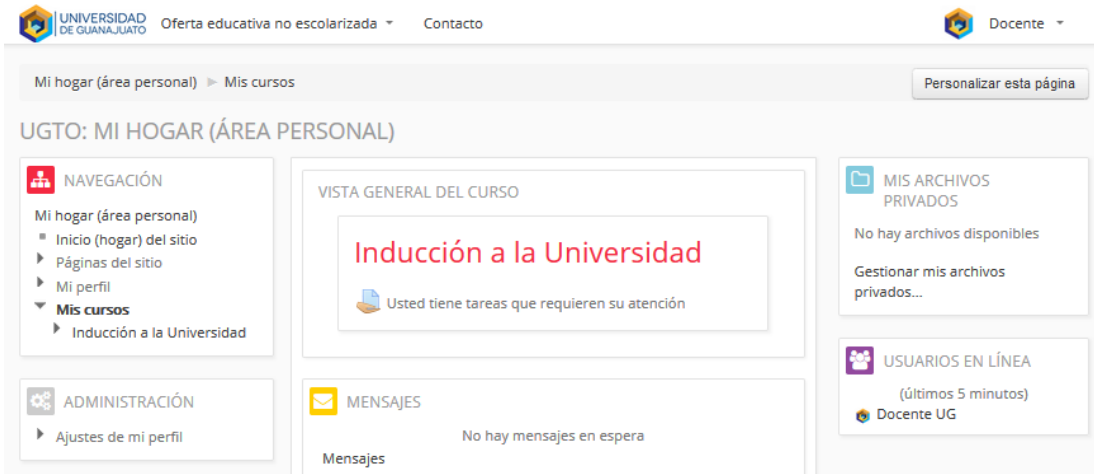 UNIVERSIDAD
DE GUANAJUATO
Oferta educativa no escolarizada
Contacto
Docente
Mi hogar (área personal)
Mis cursos
Personalizar esta página
UGTO: MI HOGAR (ÁREA PERSONAL)
NAVEGACIÓN
Mi hogar (área personal)
Inicio (hogar) del sitio
Páginas del sitio
Mi perfil
Mis cursos
Inducción a la Universidad
ADMINISTRACIÓN
Ajustes de mi perfil
VISTA GENERAL DEL CURSO
Inducción a la Universidad
Usted tiene tareas que requieren su atención
MENSAJES
No hay mensajes en espera
Mensajes
MIS ARCHIVOS
PRIVADOS
No hay archivos disponibles
Gestionar mis archivos
privados...
USUARIOS EN LÍNEA
(últimos 5 minutos)
Docente UG